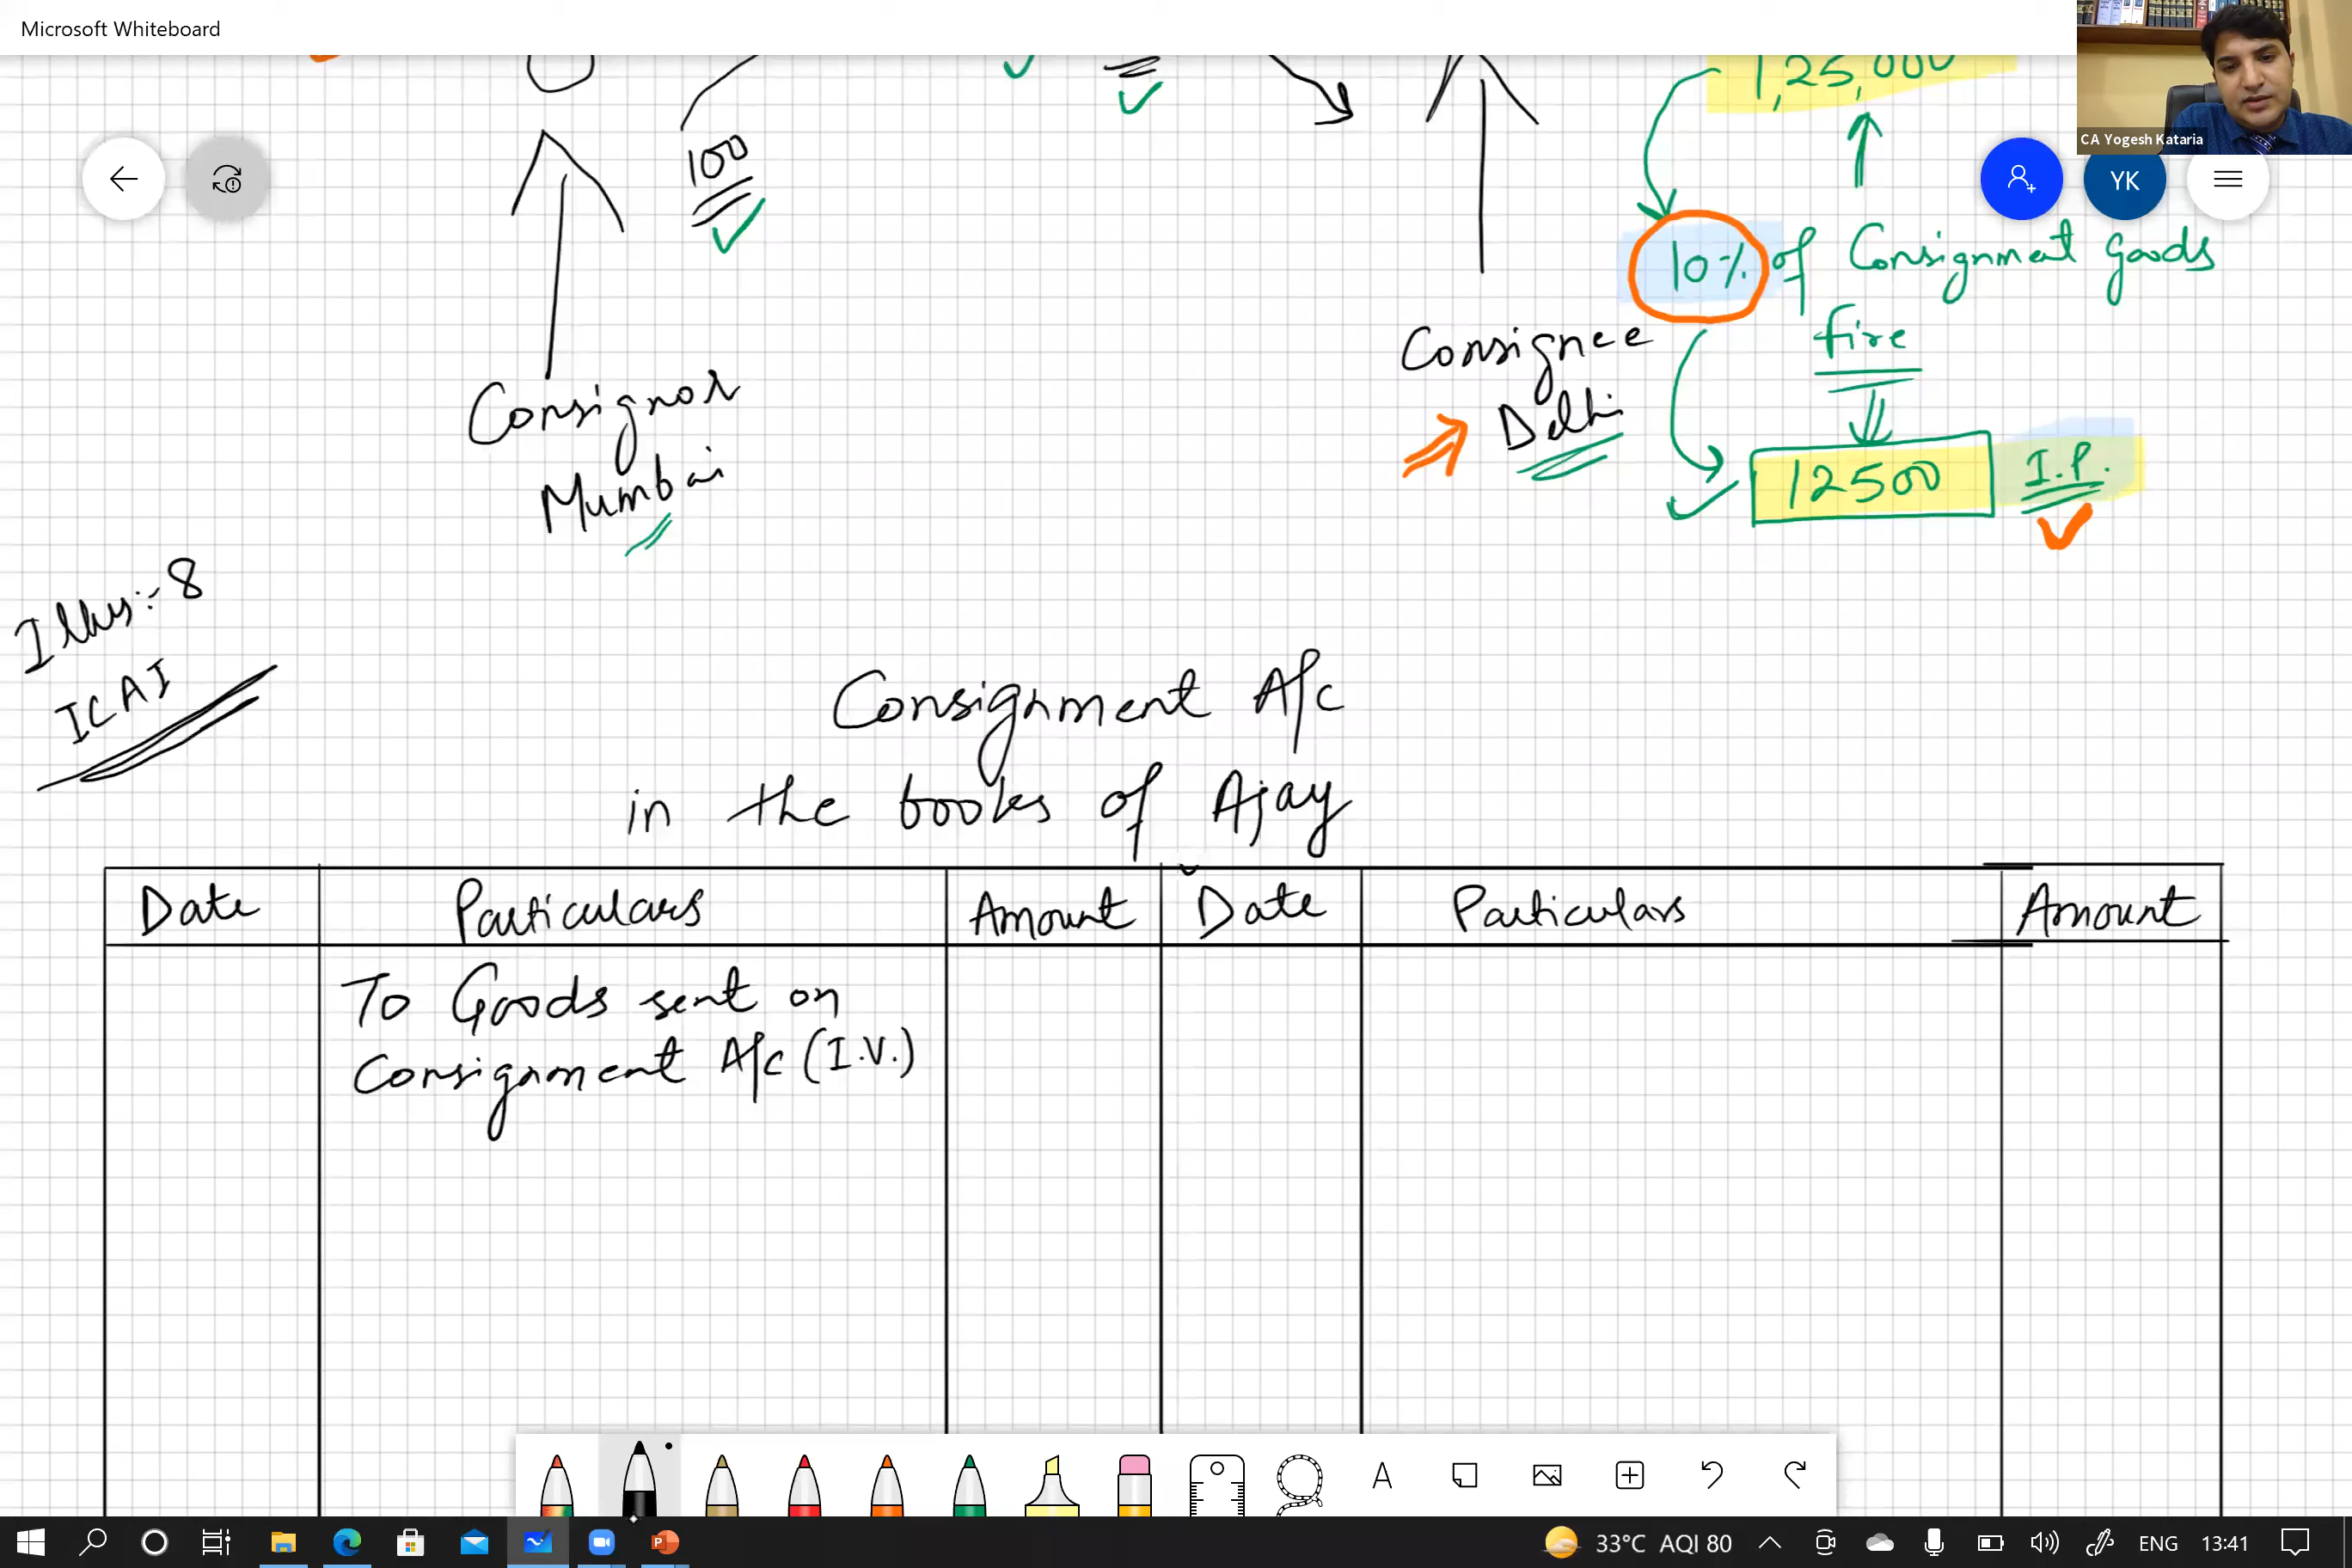 Microsoft Whiteboard
1,25,000
CA Yogesh Kataria
YK
100
10% of Consignment goods
fire
Consignee
Delhi
12500 I.P.
Consignor
Mumbai
Illus:- 8
ICAI
Consignment A/c
in the books of Ajay
Date Particulars Amount Date Particulars Amount
To Goods sent on
Consignment A/c (I.V.)
A
33°C AQI 80 ENG 13:41